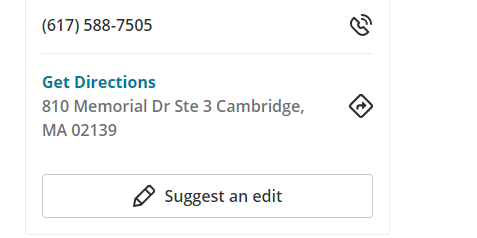 (617) 588-7505
Get Directions
810 Memorial Dr Ste 3 Cambridge,
MA 02139
Suggest an edit